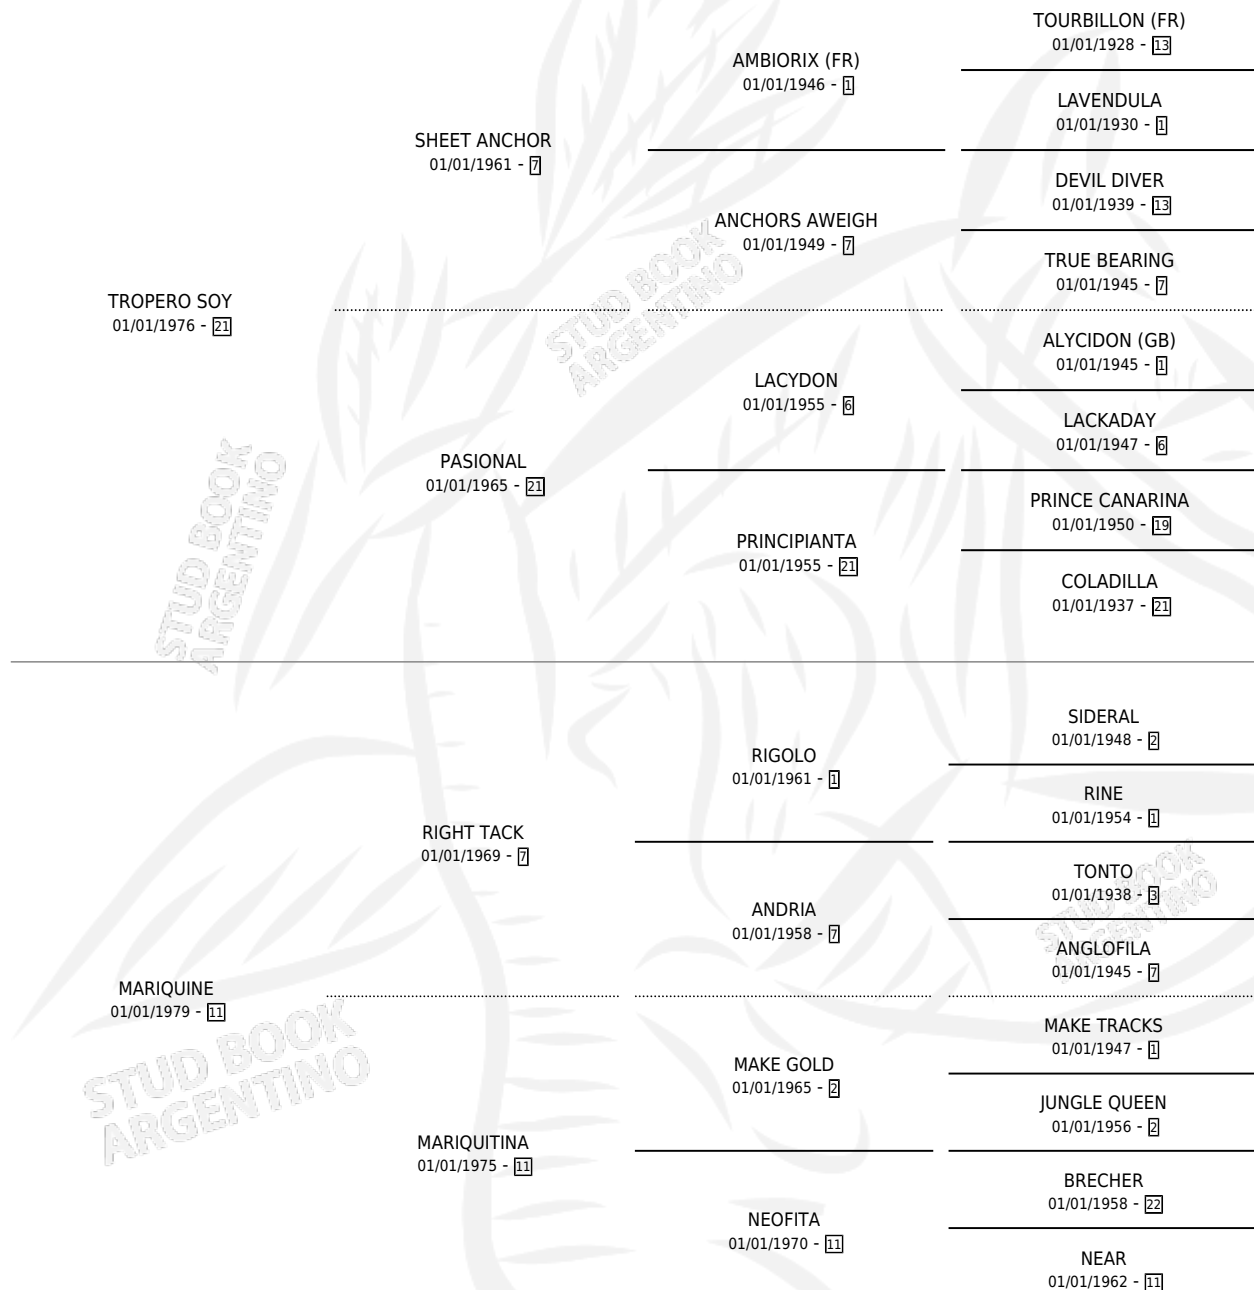 TOURBILLON (FR)
01/01/1928 - 13
AMBIORIX (FR)
01/01/1946 - 1
LAVENDULA
01/01/1930 - 1
SHEET ANCHOR
01/01/1961 - 7
DEVIL DIVER
01/01/1939 - 13
ANCHORS AWEIGH
01/01/1949 - 7
TRUE BEARING
01/01/1945 - 7
TROPERO SOY
01/01/1976 - 21
STUD BOOK
ARGENTINO
ALYCIDON (GB)
01/01/1945 - 1
LACYDON
01/01/1955 - 6
LACKADAY
01/01/1947 - 6
PASIONAL
01/01/1965 - 21
PRINCE CANARINA
01/01/1950 - 19
PRINCIPIANTA
01/01/1955 - 21
COLADILLA
01/01/1937 - 21
STUD BOOK
ARGENTINO
SIDERAL
01/01/1948 - 2
RIGOLO
01/01/1961 - 1
RINE
01/01/1954 - 1
RIGHT TACK
01/01/1969 - 7
TONTO
01/01/1938 - 3
ANDRIA
01/01/1958 - 7
STUD BOOK
ARGENTINO
ANGLOFILA
01/01/1945 - 7
MARIQUINE
01/01/1979 - 11
STUD BOOK
ARGENTINO
MAKE TRACKS
01/01/1947 - 1
MAKE GOLD
01/01/1965 - 2
JUNGLE QUEEN
01/01/1956 - 2
MARIQUITINA
01/01/1975 - 11
BRECHER
01/01/1958 - 22
NEOFITA
01/01/1970 - 11
NEAR
01/01/1962 - 11